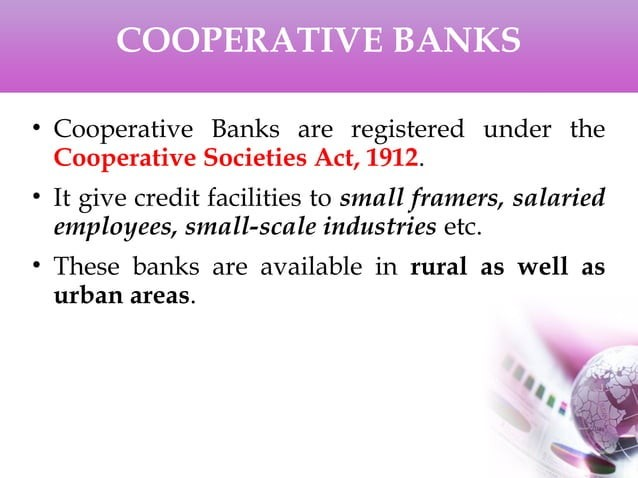 COOPERATIVE BANKS
• Cooperative Banks are registered under the
Cooperative Societies Act, 1912.
• It give credit facilities to small framers, salaried
employees, small-scale industries etc.
• These banks are available in rural as well as
urban areas.